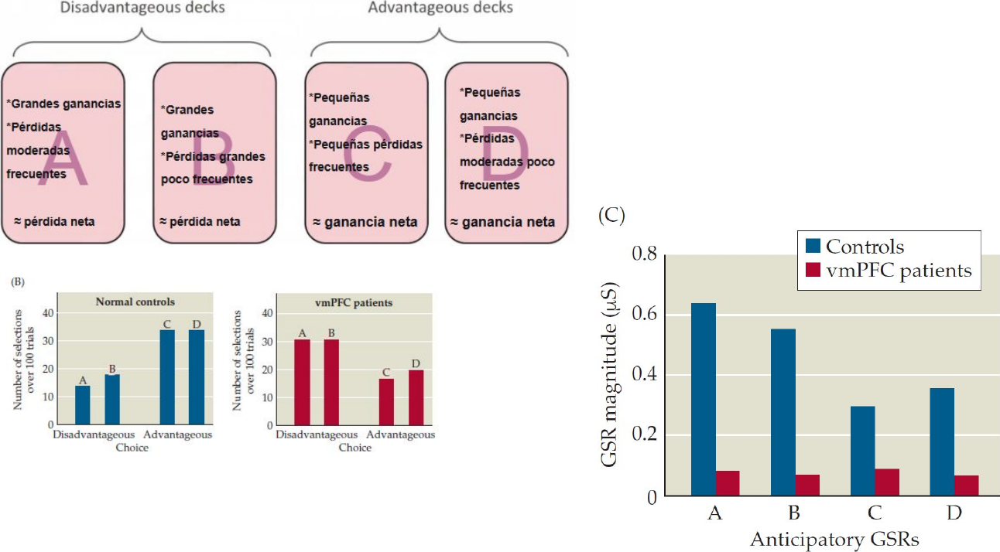 Disadvantageous decks
Advantageous decks
A
*Grandes ganancias
*Pérdidas
moderadas
frecuentes
≈ pérdida neta
B
*Grandes
ganancias
*Pérdidas grandes
poco frecuentes
≈ pérdida neta
C
*Pequeñas
ganancias
*Pequeñas pérdidas
frecuentes
≈ ganancia neta
D
*Pequeñas
ganancias
*Pérdidas
moderadas poco
frecuentes
≈ ganancia neta
(B)
Normal controls
Number of selections
over 100 trials
40
30
20
10
0
A
B
C
D
Disadvantageous Advantageous
Choice
vmPFC patients
Number of selections
over 100 trials
40
30
20
10
0
A
B
C
D
Disadvantageous Advantageous
Choice
(C)
Controls
vmPFC patients
GSR magnitude (μS)
0.8
0.6
0.4
0.2
0
A B C D
Anticipatory GSRs